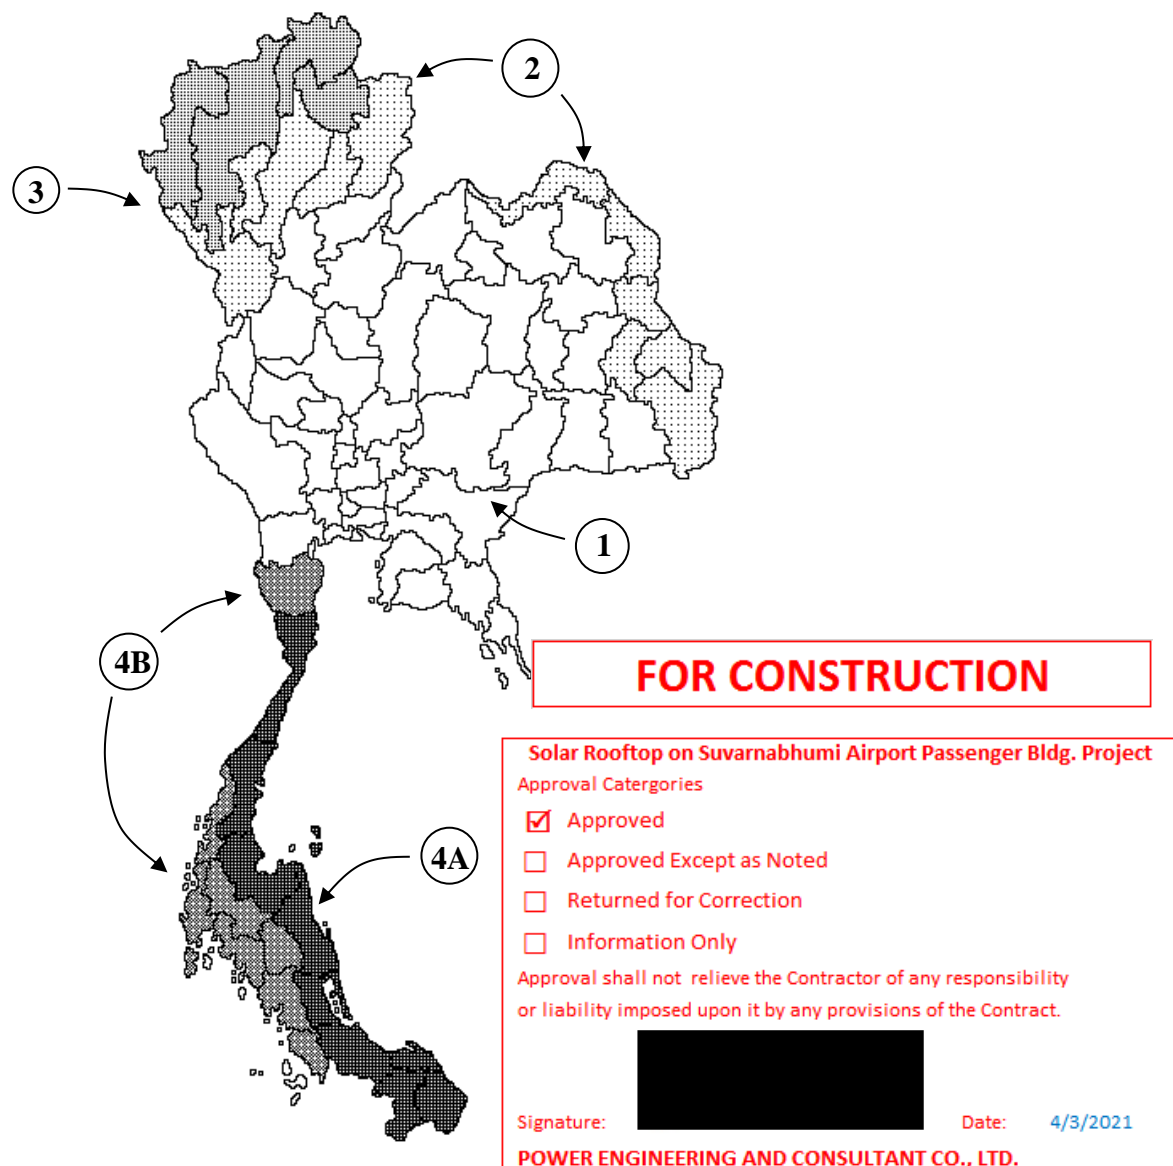 2
3
1
4B
4A
FOR CONSTRUCTION
Solar Rooftop on Suvarnabhumi Airport Passenger Bldg. Project
Approval Catergories
Approved
Approved Except as Noted
Returned for Correction
Information Only
Approval shall not relieve the Contractor of any responsibility
or liability imposed upon it by any provisions of the Contract.
Signature: Date: 4/3/2021
POWER ENGINEERING AND CONSULTANT CO., LTD.